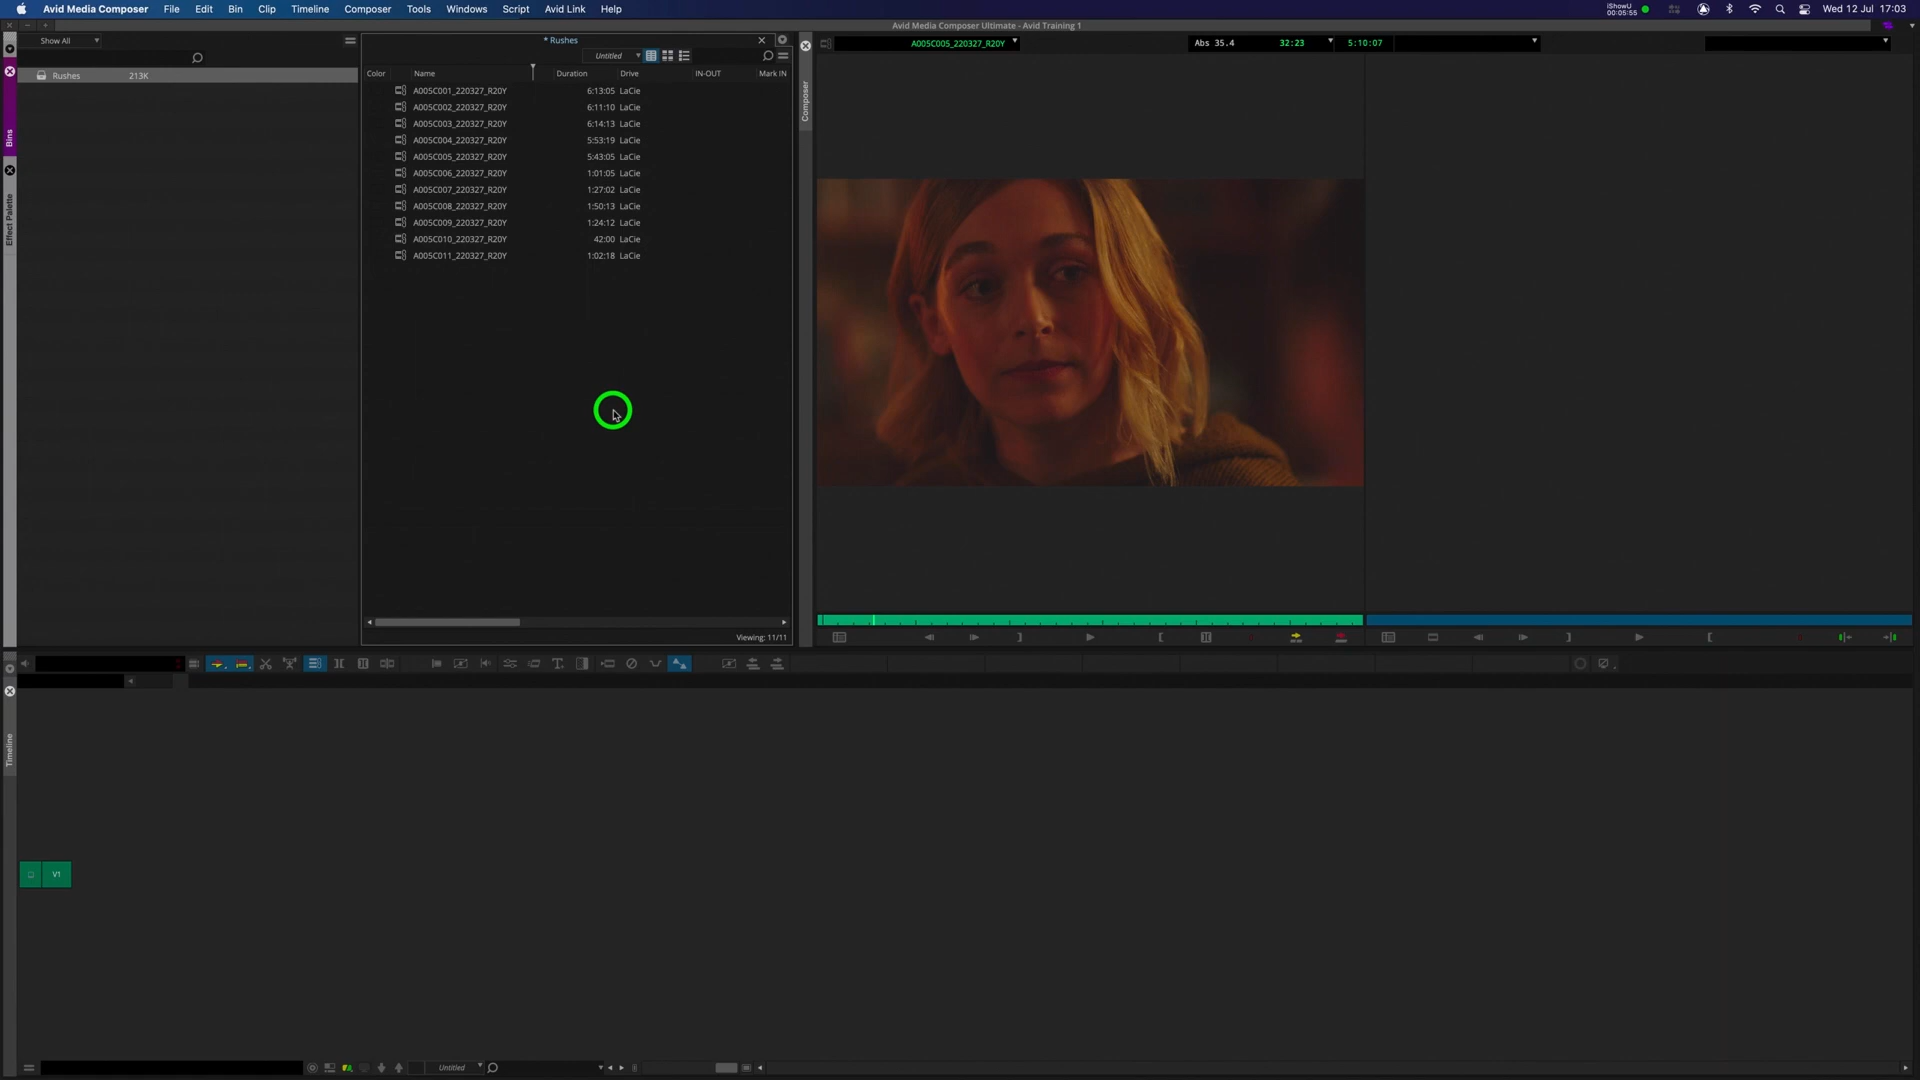 Avid Media Composer File Edit Bin Clip Timeline Composer Tools Windows Script Avid Link Help
iShowU
00:05:55
Wed 12 Jul 17:03
Avid Media Composer Ultimate - Avid Training 1
Show All
Rushes 213K
Bins
Effect Palette
* Rushes
Untitled
Color Name Duration Drive IN-OUT Mark IN
A005C001_220327_R20Y 6:13:05 LaCie
A005C002_220327_R20Y 6:11:10 LaCie
A005C003_220327_R20Y 6:14:13 LaCie
A005C004_220327_R20Y 5:53:19 LaCie
A005C005_220327_R20Y 5:43:05 LaCie
A005C006_220327_R20Y 1:01:05 LaCie
A005C007_220327_R20Y 1:27:02 LaCie
A005C008_220327_R20Y 1:50:13 LaCie
A005C009_220327_R20Y 1:24:12 LaCie
A005C010_220327_R20Y 42:00 LaCie
A005C011_220327_R20Y 1:02:18 LaCie
Viewing: 11/11
Composer
A005C005_220327_R20Y
Abs 35.4 32:23 5:10:07
Timeline
V1
Untitled